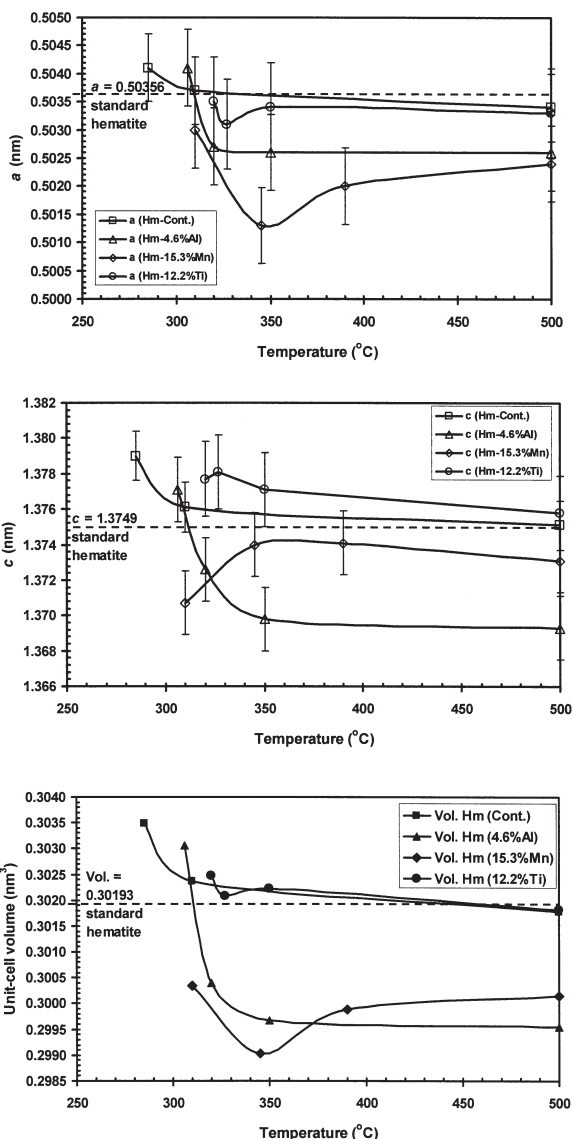 0.5050
0.5045
0.5040
0.5035
0.5030
0.5025
0.5020
0.5015
0.5010
0.5005
0.5000
a (nm)
a = 0.50356
standard
hematite
a (Hm-Cont.)
a (Hm-4.6%Al)
a (Hm-15.3%Mn)
a (Hm-12.2%Ti)
250 300 350 400 450 500
Temperature (°C)
1.382
1.380
1.378
1.376
1.374
1.372
1.370
1.368
1.366
c (nm)
c = 1.3749
standard
hematite
c (Hm-Cont.)
c (Hm-4.6%Al)
c (Hm-15.3%Mn)
c (Hm-12.2%Ti)
250 300 350 400 450 500
Temperature (°C)
0.3040
0.3035
0.3030
0.3025
0.3020
0.3015
0.3010
0.3005
0.3000
0.2995
0.2990
0.2985
Unit-cell volume (nm³)
Vol. =
0.30193
standard
hematite
Vol. Hm (Cont.)
Vol. Hm (4.6%Al)
Vol. Hm (15.3%Mn)
Vol. Hm (12.2%Ti)
250 300 350 400 450 500
Temperature (°C)